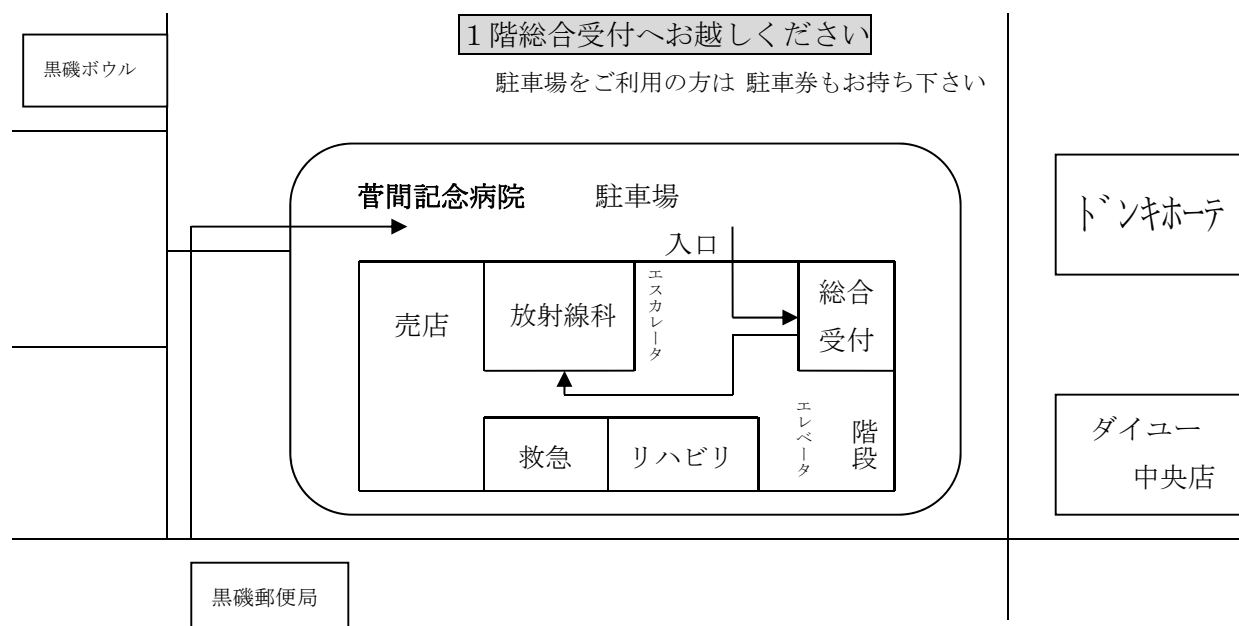 １階総合受付へお越しください
黒磯ボウル
駐車場をご利用の方は 駐車券もお持ち下さい
菅間記念病院
駐車場
ドンキホーテ
入口
売店
放射線科
エスカレータ
総合
受付
救急
リハビリ
エレベータ
階段
ダイユー
中央店
黒磯郵便局